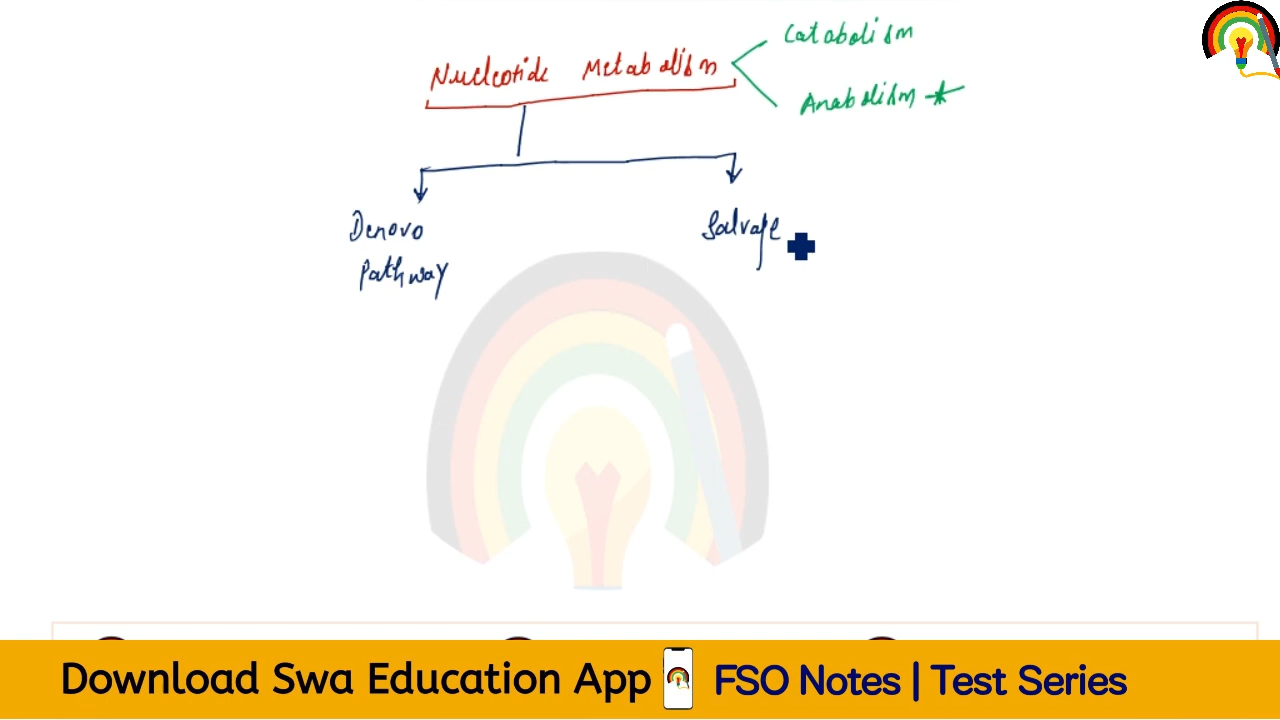 Catabolism
Nucleotide Metabolism
Anabolism
Denovo
Pathway
Salvage
Download Swa Education App
FSO Notes | Test Series